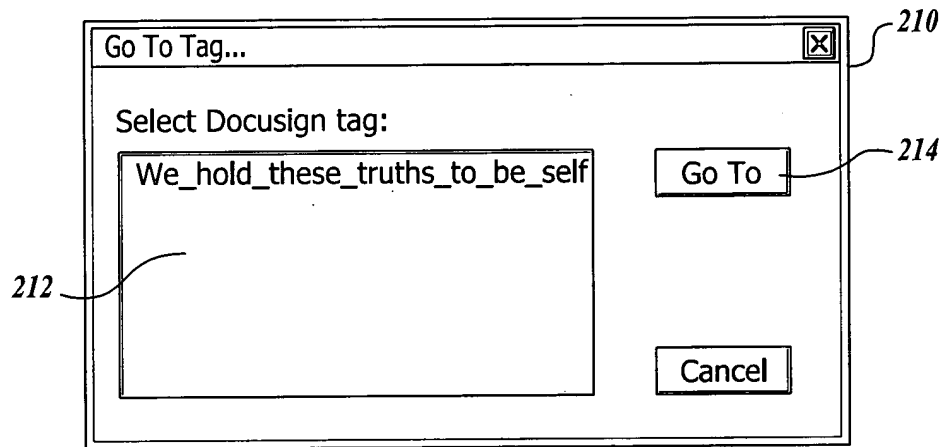 210
Go To Tag...
Select Docusign tag:
We_hold_these_truths_to_be_self
Go To
214
212
Cancel